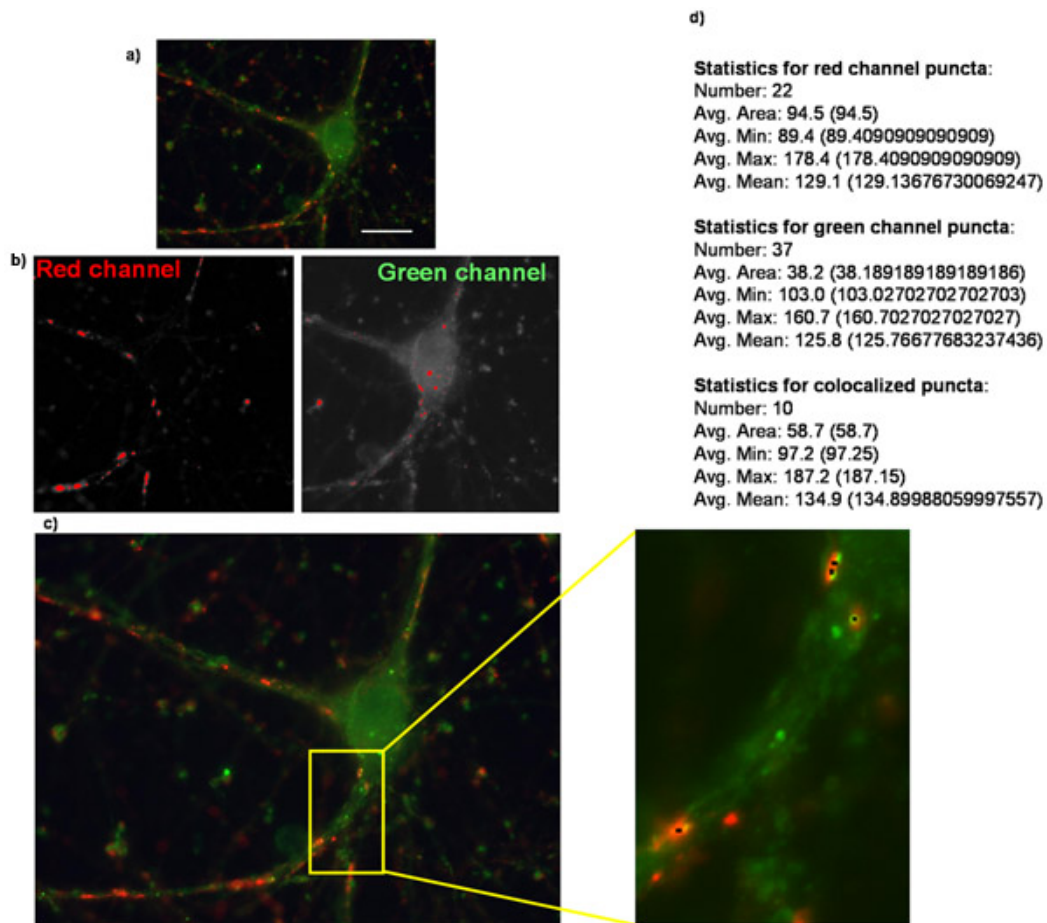 a)
b)
Red channel
Green channel
c)
d)
Statistics for red channel puncta:
Number: 22
Avg. Area: 94.5 (94.5)
Avg. Min: 89.4 (89.4090909090909)
Avg. Max: 178.4 (178.4090909090909)
Avg. Mean: 129.1 (129.13676730069247)
Statistics for green channel puncta:
Number: 37
Avg. Area: 38.2 (38.189189189189186)
Avg. Min: 103.0 (103.02702702702703)
Avg. Max: 160.7 (160.7027027027027)
Avg. Mean: 125.8 (125.76677683237436)
Statistics for colocalized puncta:
Number: 10
Avg. Area: 58.7 (58.7)
Avg. Min: 97.2 (97.25)
Avg. Max: 187.2 (187.15)
Avg. Mean: 134.9 (134.89988059997557)